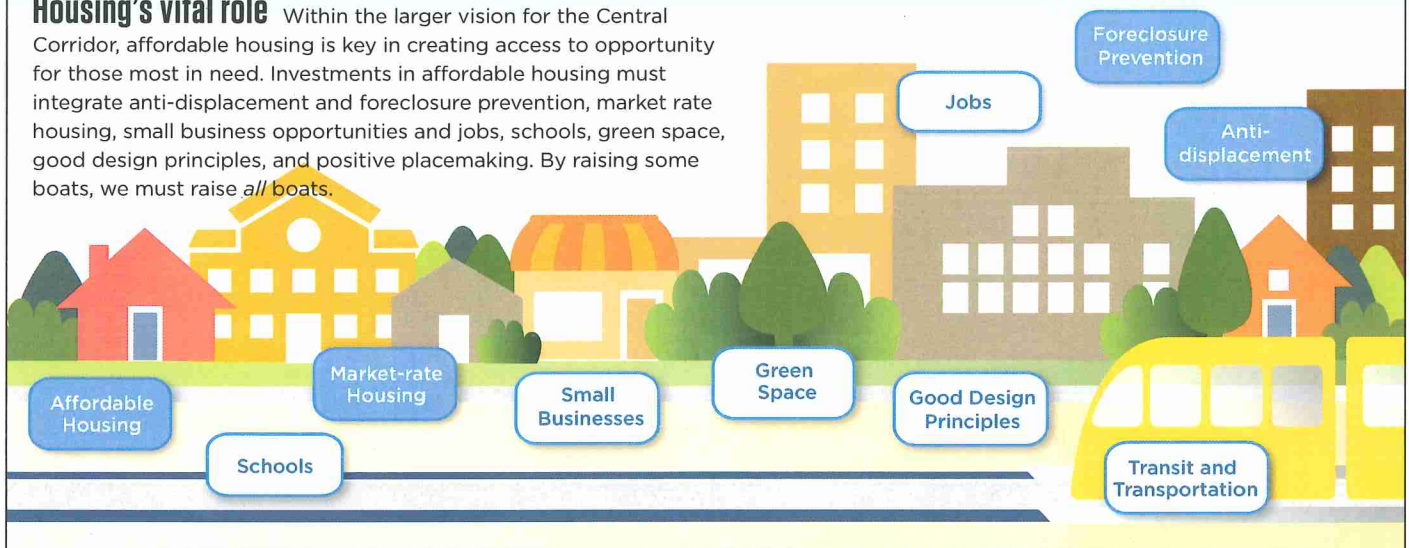 Housing's vital role Within the larger vision for the Central
Corridor, affordable housing is key in creating access to opportunity
for those most in need. Investments in affordable housing must
integrate anti-displacement and foreclosure prevention, market rate
housing, small business opportunities and jobs, schools, green space,
good design principles, and positive placemaking. By raising some
boats, we must raise all boats.
Foreclosure
Prevention
Jobs
Anti-
displacement
Affordable
Housing
Market-rate
Housing
Schools
Small
Businesses
Green
Space
Good Design
Principles
Transit and
Transportation